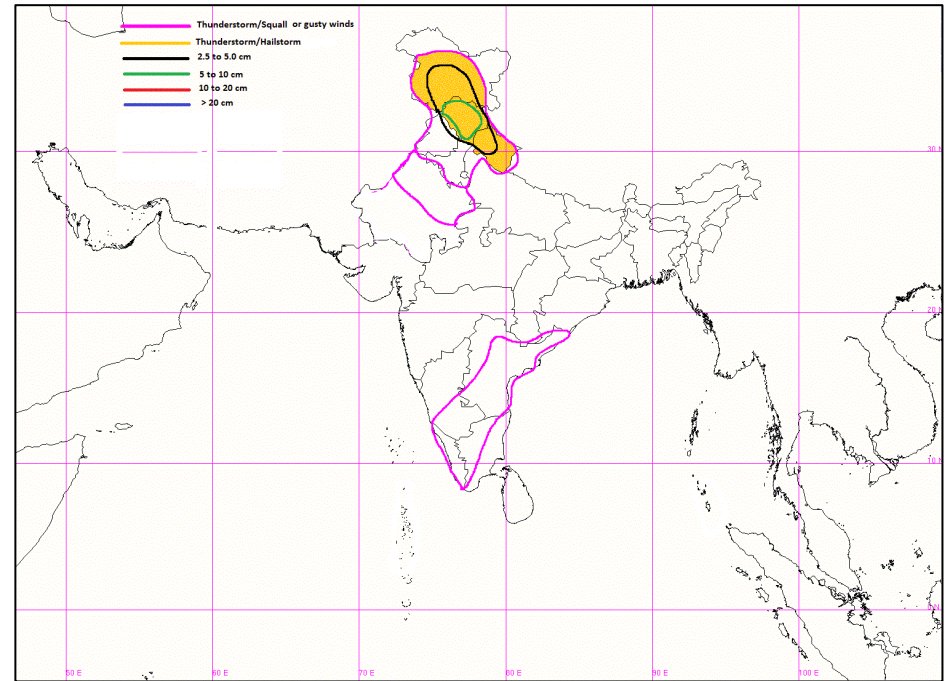 Thunderstorm/Squall or gusty winds
Thunderstorm/Hailstorm
2.5 to 5.0 cm
5 to 10 cm
10 to 20 cm
> 20 cm
30 N
20 N
10 N
50 E
60 E
70 E
80 E
90 E
100 E